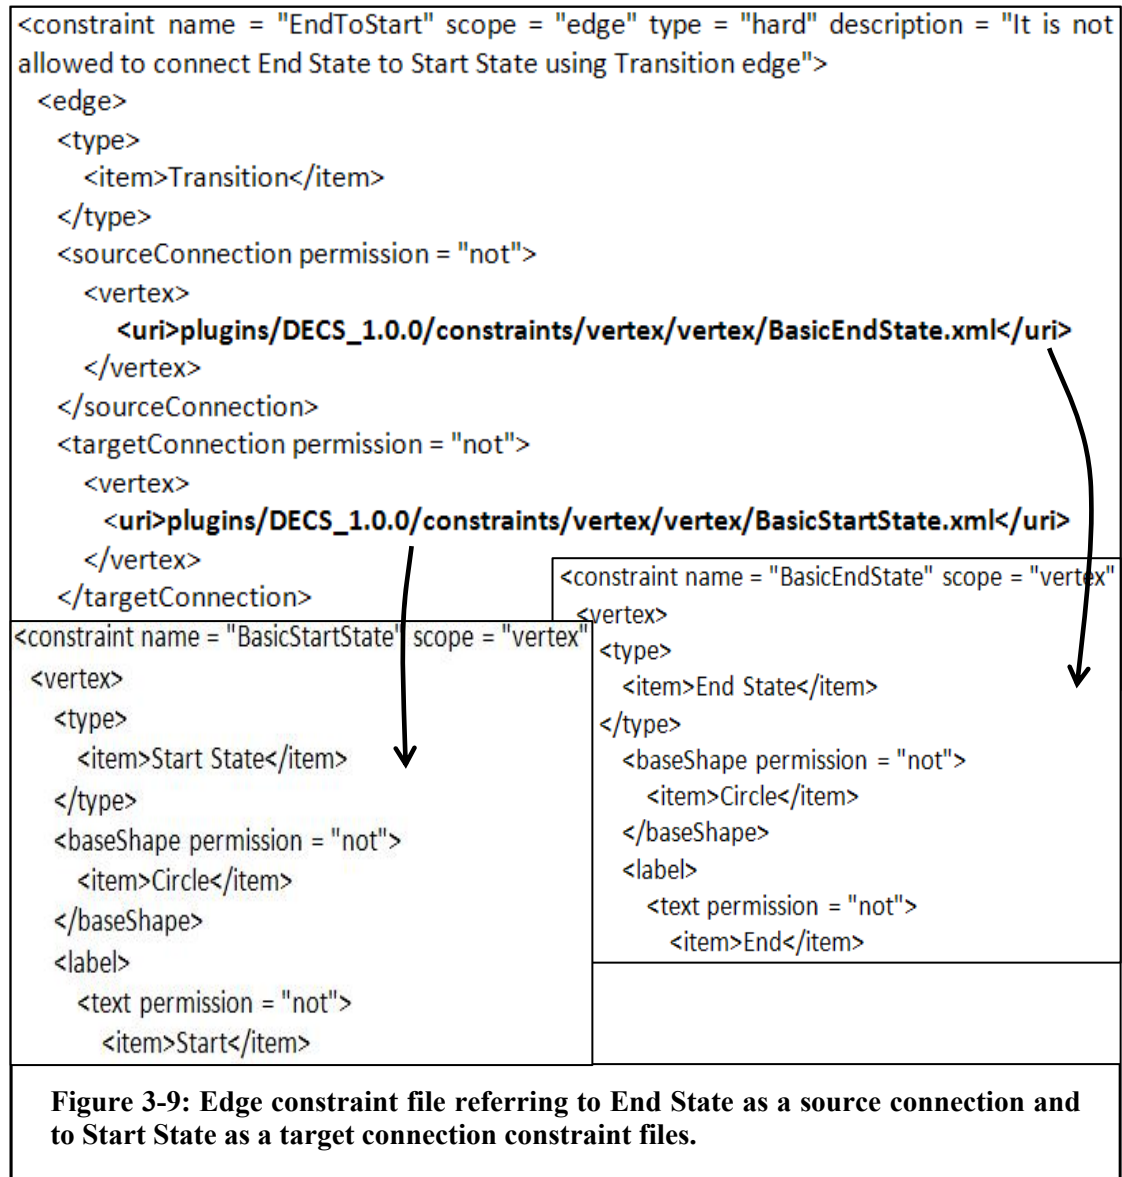 <constraint name = "EndToStart" scope = "edge" type = "hard" description = "It is not
allowed to connect End State to Start State using Transition edge">
<edge>
<type>
<item>Transition</item>
</type>
<sourceConnection permission = "not">
<vertex>
<uri>plugins/DECS_1.0.0/constraints/vertex/vertex/BasicEndState.xml</uri>
</vertex>
</sourceConnection>
<targetConnection permission = "not">
<vertex>
<uri>plugins/DECS_1.0.0/constraints/vertex/vertex/BasicStartState.xml</uri>
</vertex>
</targetConnection>
<constraint name = "BasicStartState" scope = "vertex"
<vertex>
<type>
<item>Start State</item>
</type>
<baseShape permission = "not">
<item>Circle</item>
</baseShape>
<label>
<text permission = "not">
<item>Start</item>
<constraint name = "BasicEndState" scope = "vertex"
<vertex>
<type>
<item>End State</item>
</type>
<baseShape permission = "not">
<item>Circle</item>
</baseShape>
<label>
<text permission = "not">
<item>End</item>
Figure 3-9: Edge constraint file referring to End State as a source connection and
to Start State as a target connection constraint files.